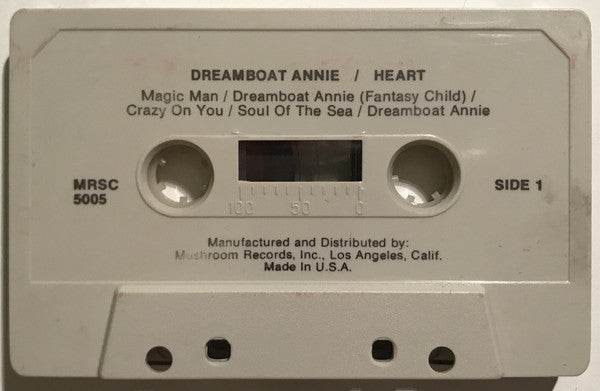 DREAMBOAT ANNIE / HEART
Magic Man / Dreamboat Annie (Fantasy Child) /
Crazy On You / Soul Of The Sea / Dreamboat Annie
MRSC
5005
SIDE 1
100 50 0
Manufactured and Distributed by:
Mushroom Records, Inc., Los Angeles, Calif.
Made In U.S.A.